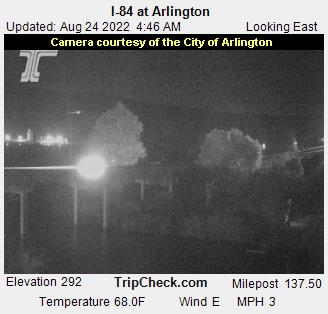 I-84 at Arlington
Updated: Aug 24 2022 4:46 AM Looking East
Camera courtesy of the City of Arlington
Elevation 292 TripCheck.com Milepost 137.50
Temperature 68.0F Wind E MPH 3